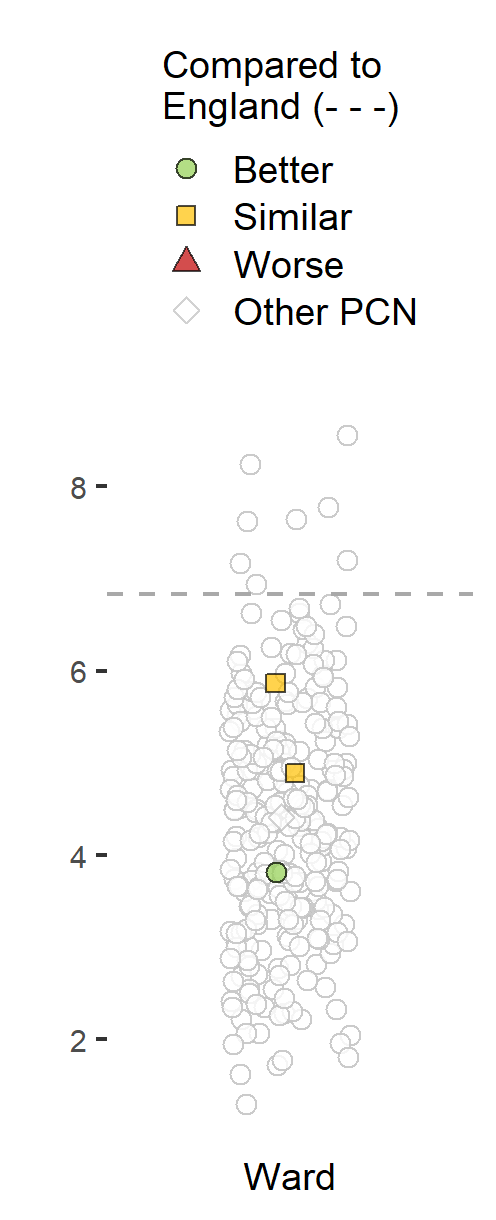 Compared to
England (- - -)
Better
Similar
Worse
Other PCN
8
6
4
2
Ward